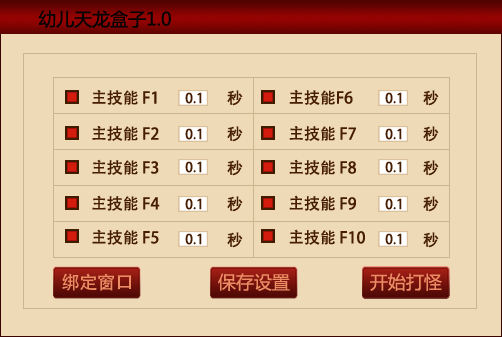 幼儿天龙盒子1.0
主技能 F1 0.1 秒 主技能F6 0.1 秒
主技能 F2 0.1 秒 主技能 F7 0.1 秒
主技能 F3 0.1 秒 主技能 F8 0.1 秒
主技能 F4 0.1 秒 主技能 F9 0.1 秒
主技能 F5 0.1 秒 主技能 F10 0.1 秒
绑定窗口 保存设置 开始打怪